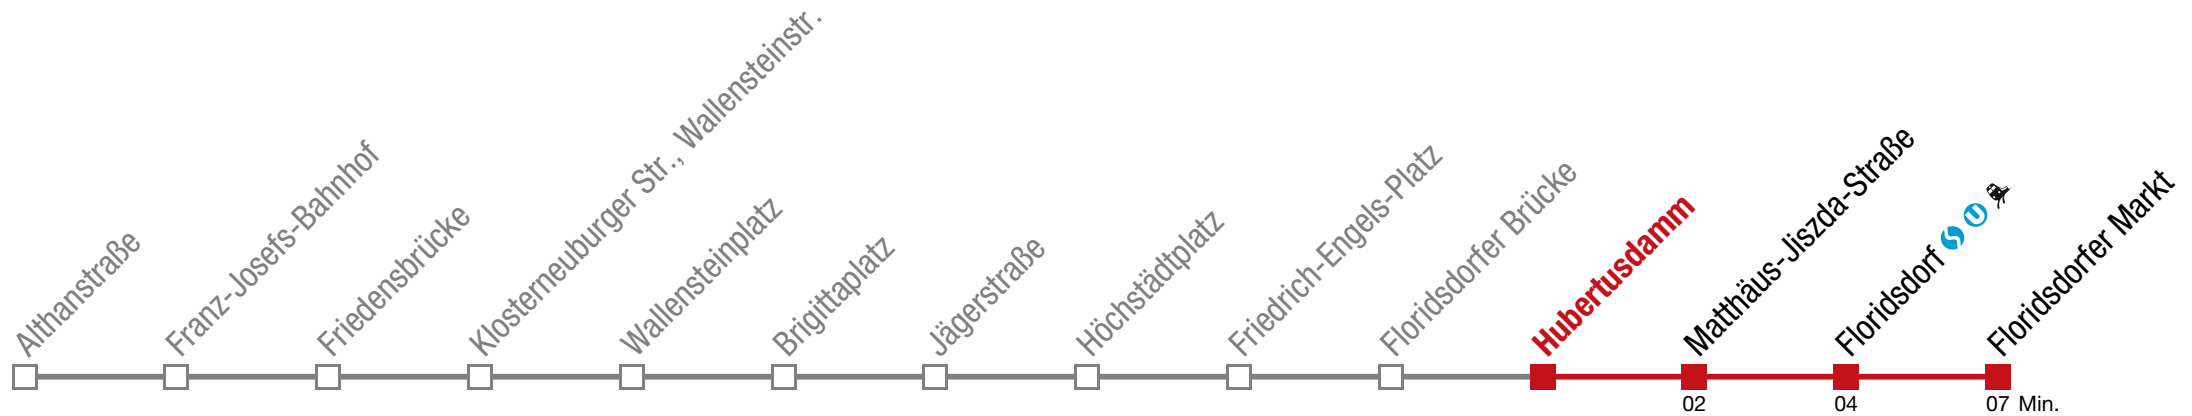 Althanstraße
Franz-Josefs-Bahnhof
Friedensbrücke
Klosterneuburger Str., Wallensteinstr.
Wallensteinplatz
Brigittaplatz
Jägerstraße
Höchstädtplatz
Friedrich-Engels-Platz
Floridsdorfer Brücke
Hubertusdamm
Matthäus-Jiszda-Straße
Floridsdorf S U
Floridsdorfer Markt
02 04 07 Min.